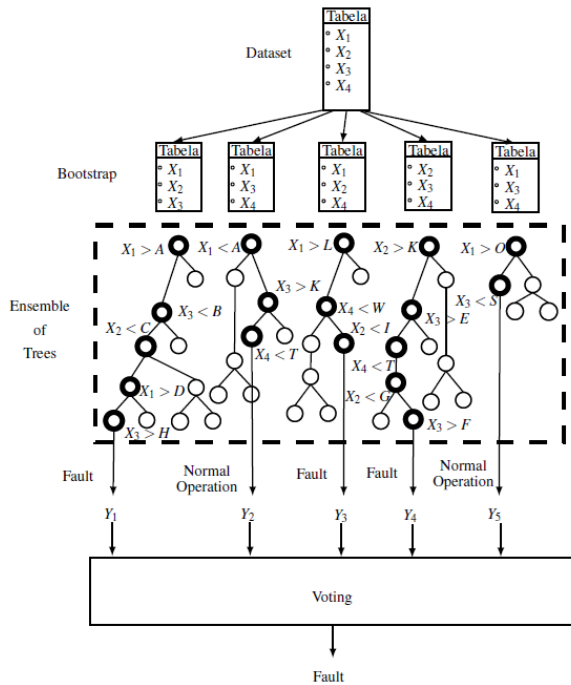 Tabela
Dataset
X1
X2
X3
X4
Tabela Tabela Tabela Tabela Tabela
Bootstrap
X1 X1 X1 X2 X1
X2 X3 X2 X3 X3
X3 X4 X4 X4 X4
X1 > A X1 < A X1 > L X2 > K X1 > O
X3 > K
Ensemble
of
Trees
X3 < B X4 < W X3 > E X3 < S
X2 < C X2 < I
X4 < T X4 < T
X1 > D X2 < G
X3 > H X3 > F
Fault Normal Operation Fault Fault Normal Operation
Y1 Y2 Y3 Y4 Y5
Voting
Fault